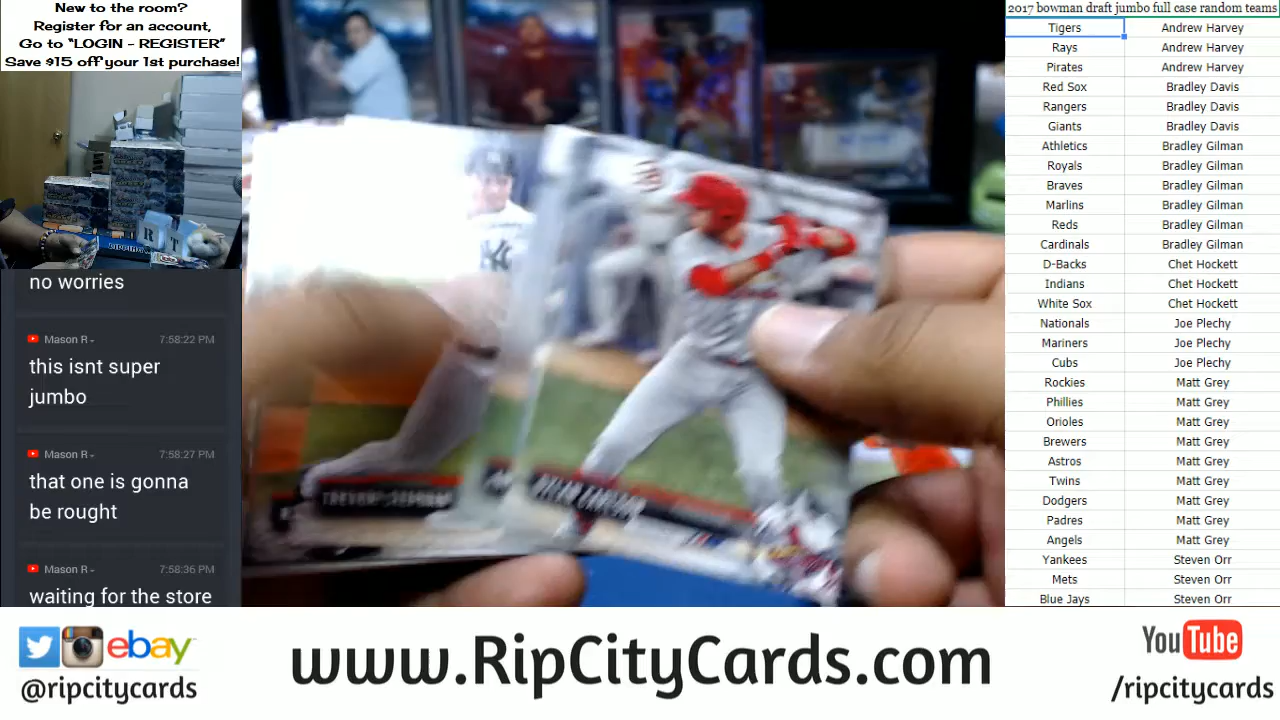 New to the room?
Register for an account,
Go to “LOGIN - REGISTER”
Save $15 off your 1st purchase!
no worries
Mason R
7:58:22 PM
this isnt super
jumbo
Mason R
7:58:27 PM
that one is gonna
be rought
Mason R
7:58:36 PM
waiting for the store
R T
2017 bowman draft jumbo full case random teams
Tigers Andrew Harvey
Rays Andrew Harvey
Pirates Andrew Harvey
Red Sox Bradley Davis
Rangers Bradley Davis
Giants Bradley Davis
Athletics Bradley Gilman
Royals Bradley Gilman
Braves Bradley Gilman
Marlins Bradley Gilman
Reds Bradley Gilman
Cardinals Bradley Gilman
D-Backs Chet Hockett
Indians Chet Hockett
White Sox Chet Hockett
Nationals Joe Plechy
Mariners Joe Plechy
Cubs Joe Plechy
Rockies Matt Grey
Phillies Matt Grey
Orioles Matt Grey
Brewers Matt Grey
Astros Matt Grey
Twins Matt Grey
Dodgers Matt Grey
Padres Matt Grey
Angels Matt Grey
Yankees Steven Orr
Mets Steven Orr
Blue Jays Steven Orr
ebay
@ripcitycards
www.RipCityCards.com
YouTube
/ripcitycards